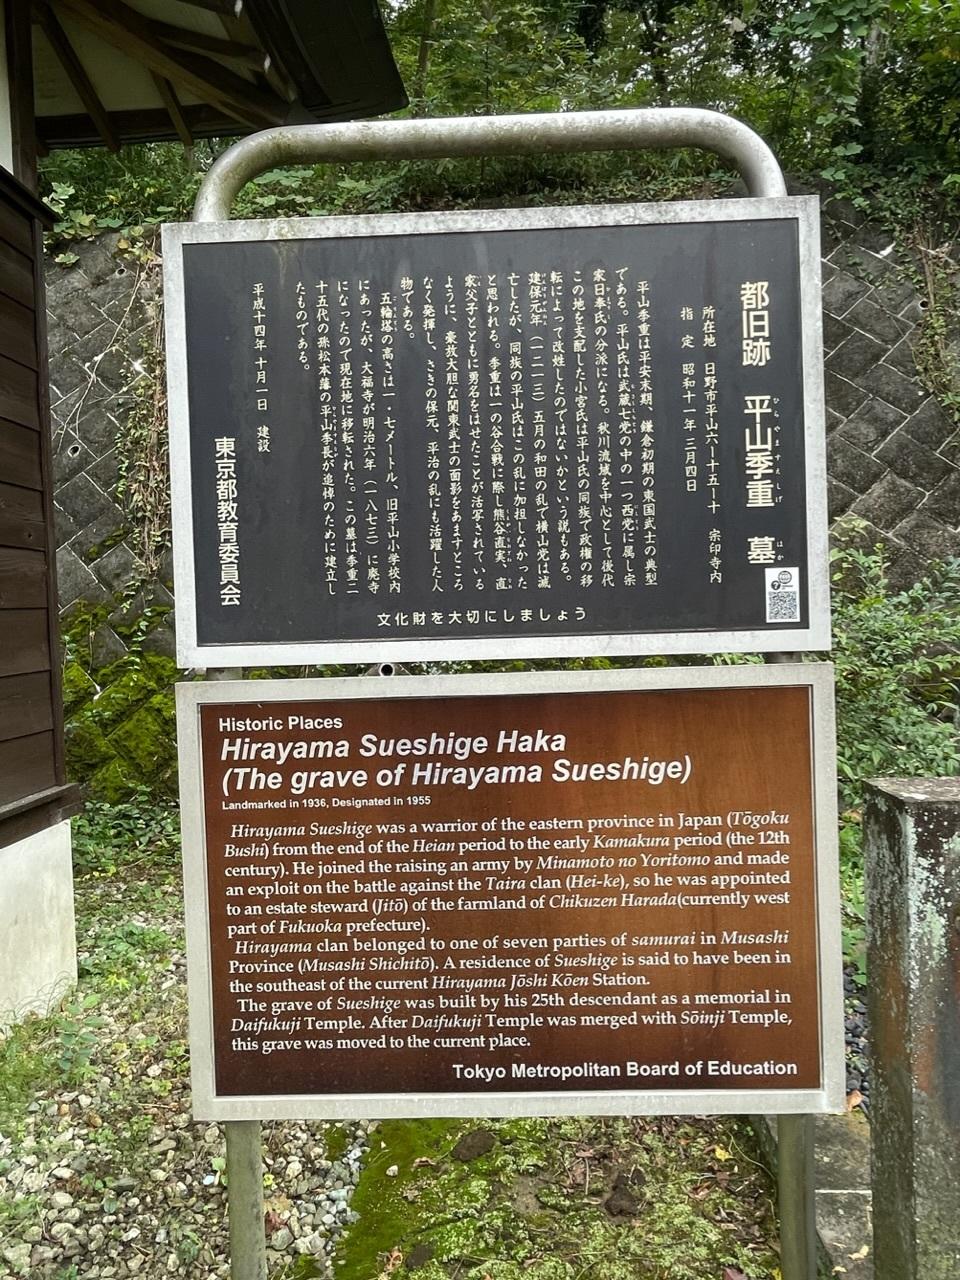 都旧跡 平山季重 墓
ひらやますえしげ はか
所在地 日野市平山六ー十五ー十 宗印寺内
指定 昭和十一年三月四日
平山季重は平安末期、鎌倉初期の東国武士の典型
である。平山氏は武蔵七党の中の一つ西党に属し宗
家日奉氏の分派になる。秋川流域を中心として後代
この地を支配した小宮氏は平山氏の同族で政権の移
転によって改姓したのではないかという説もある。
建保元年(一二一三)五月の和田の乱で横山党は滅
亡したが、同族の平山氏はこの乱に加担しなかった
と思われる。季重は一の谷合戦に際し熊谷直実、直
家父子とともに勇名をはせたことが活写されている
ように、豪放大胆な関東武士の面影をあますところ
なく発揮し、さきの保元、平治の乱にも活躍した人
物である。
五輪塔の高さは一・七メートル、旧平山小学校内
にあったが、大福寺が明治六年(一八七三)に廃寺
になったので現在地に移転された。この墓は季重二
十五代の孫松本藩の平山季長が追悼のために建立し
たものである。
平成十四年十月一日 建設
東京都教育委員会
文化財を大切にしましょう
Historic Places
Hirayama Sueshige Haka
(The grave of Hirayama Sueshige)
Landmarked in 1936, Designated in 1955
Hirayama Sueshige was a warrior of the eastern province in Japan (Tōgoku
Bushi) from the end of the Heian period to the early Kamakura period (the 12th
century). He joined the raising an army by Minamoto no Yoritomo and made
an exploit on the battle against the Taira clan (Hei-ke), so he was appointed
to an estate steward (Jitō) of the farmland of Chikuzen Harada(currently west
part of Fukuoka prefecture).
Hirayama clan belonged to one of seven parties of samurai in Musashi
Province (Musashi Shichitō). A residence of Sueshige is said to have been in
the southeast of the current Hirayama Jōshi Kōen Station.
The grave of Sueshige was built by his 25th descendant as a memorial in
Daifukuji Temple. After Daifukuji Temple was merged with Sōinji Temple,
this grave was moved to the current place.
Tokyo Metropolitan Board of Education